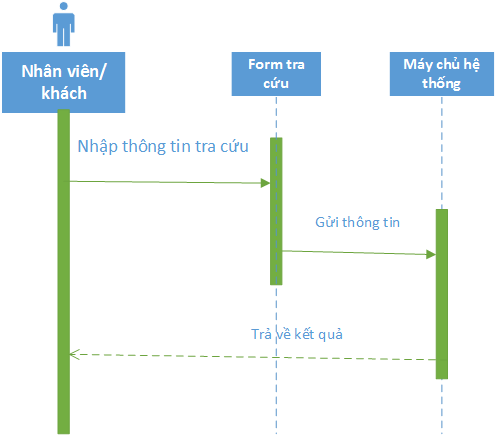 Nhân viên/
khách
Form tra
cứu
Máy chủ hệ
thống
Nhập thông tin tra cứu
Gửi thông tin
Trả về kết quả